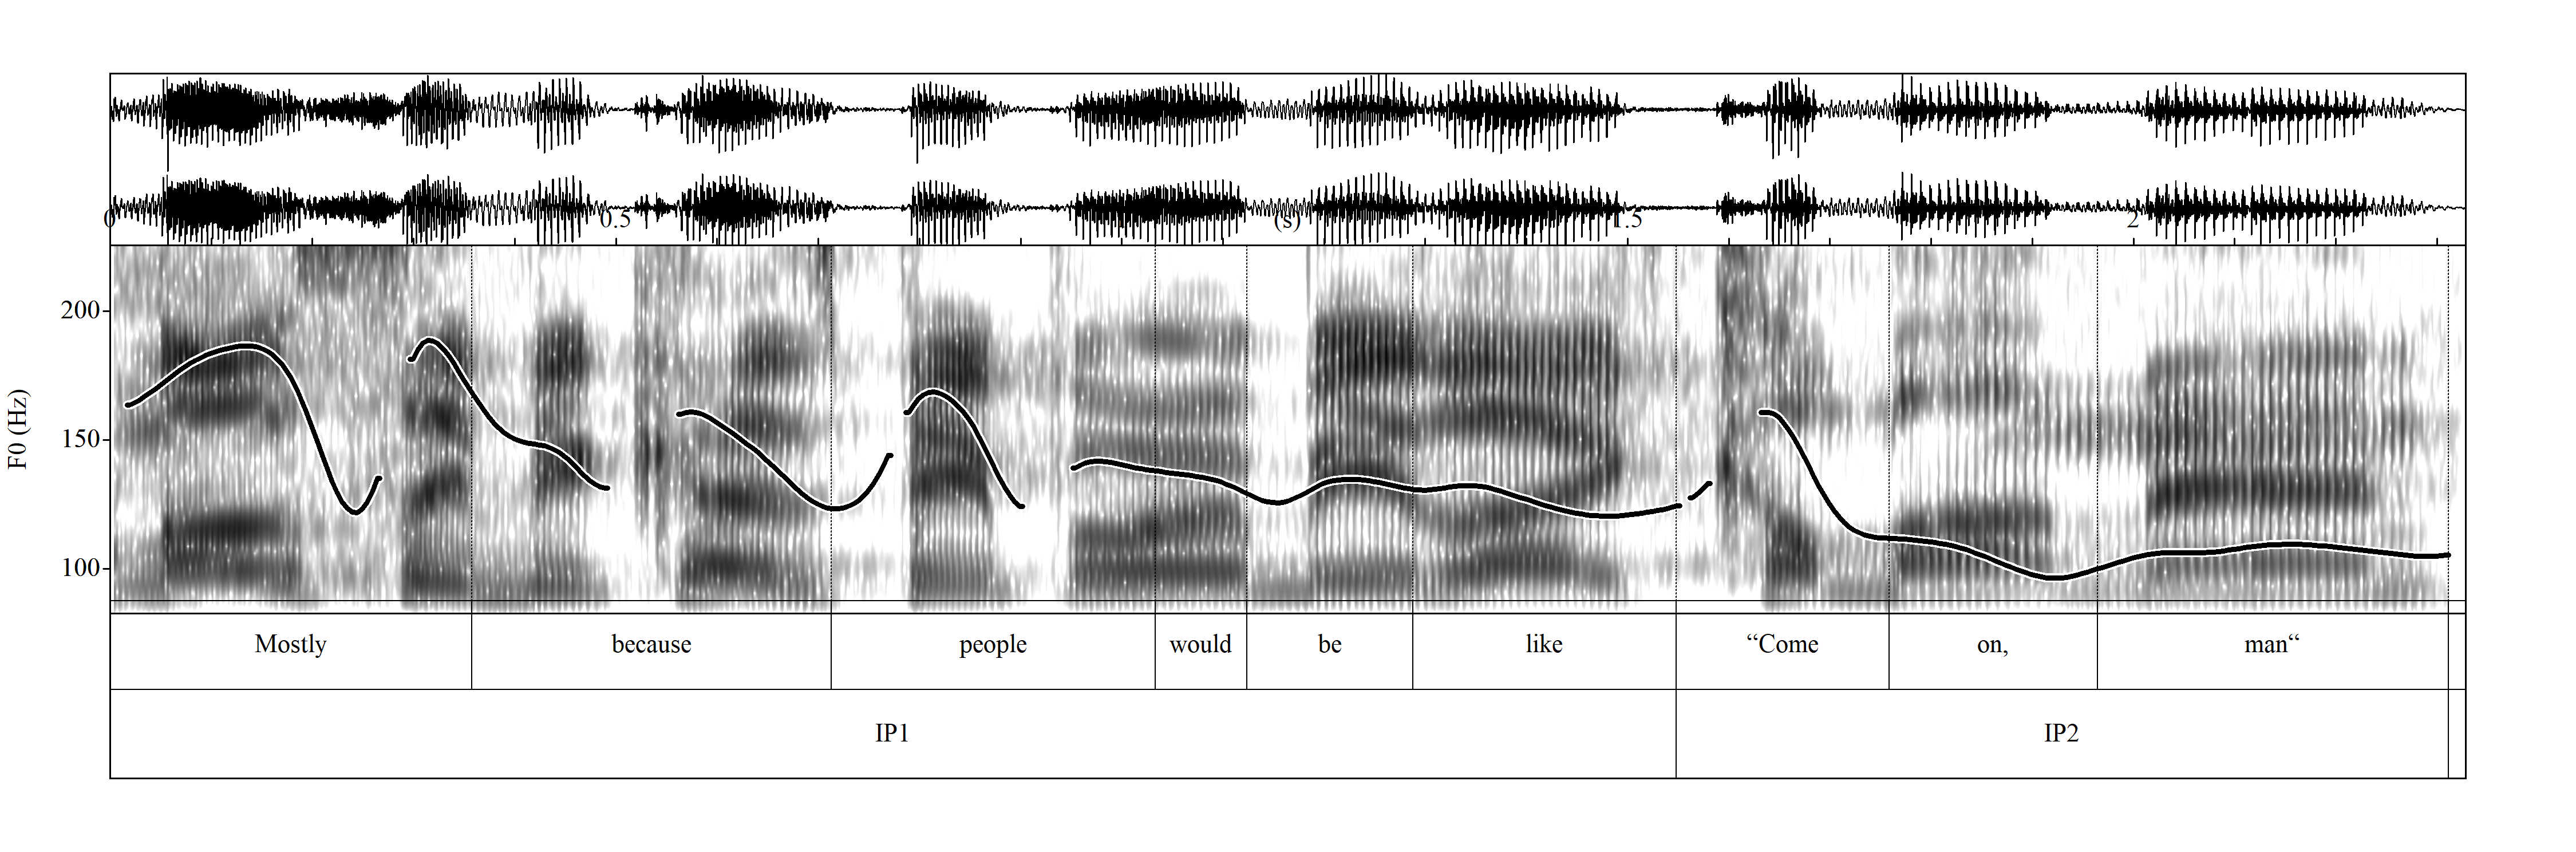 0 0.5 (s) 1.5 2
200
150
100
F0 (Hz)
Mostly because people would be like “Come on, man“
IP1 IP2